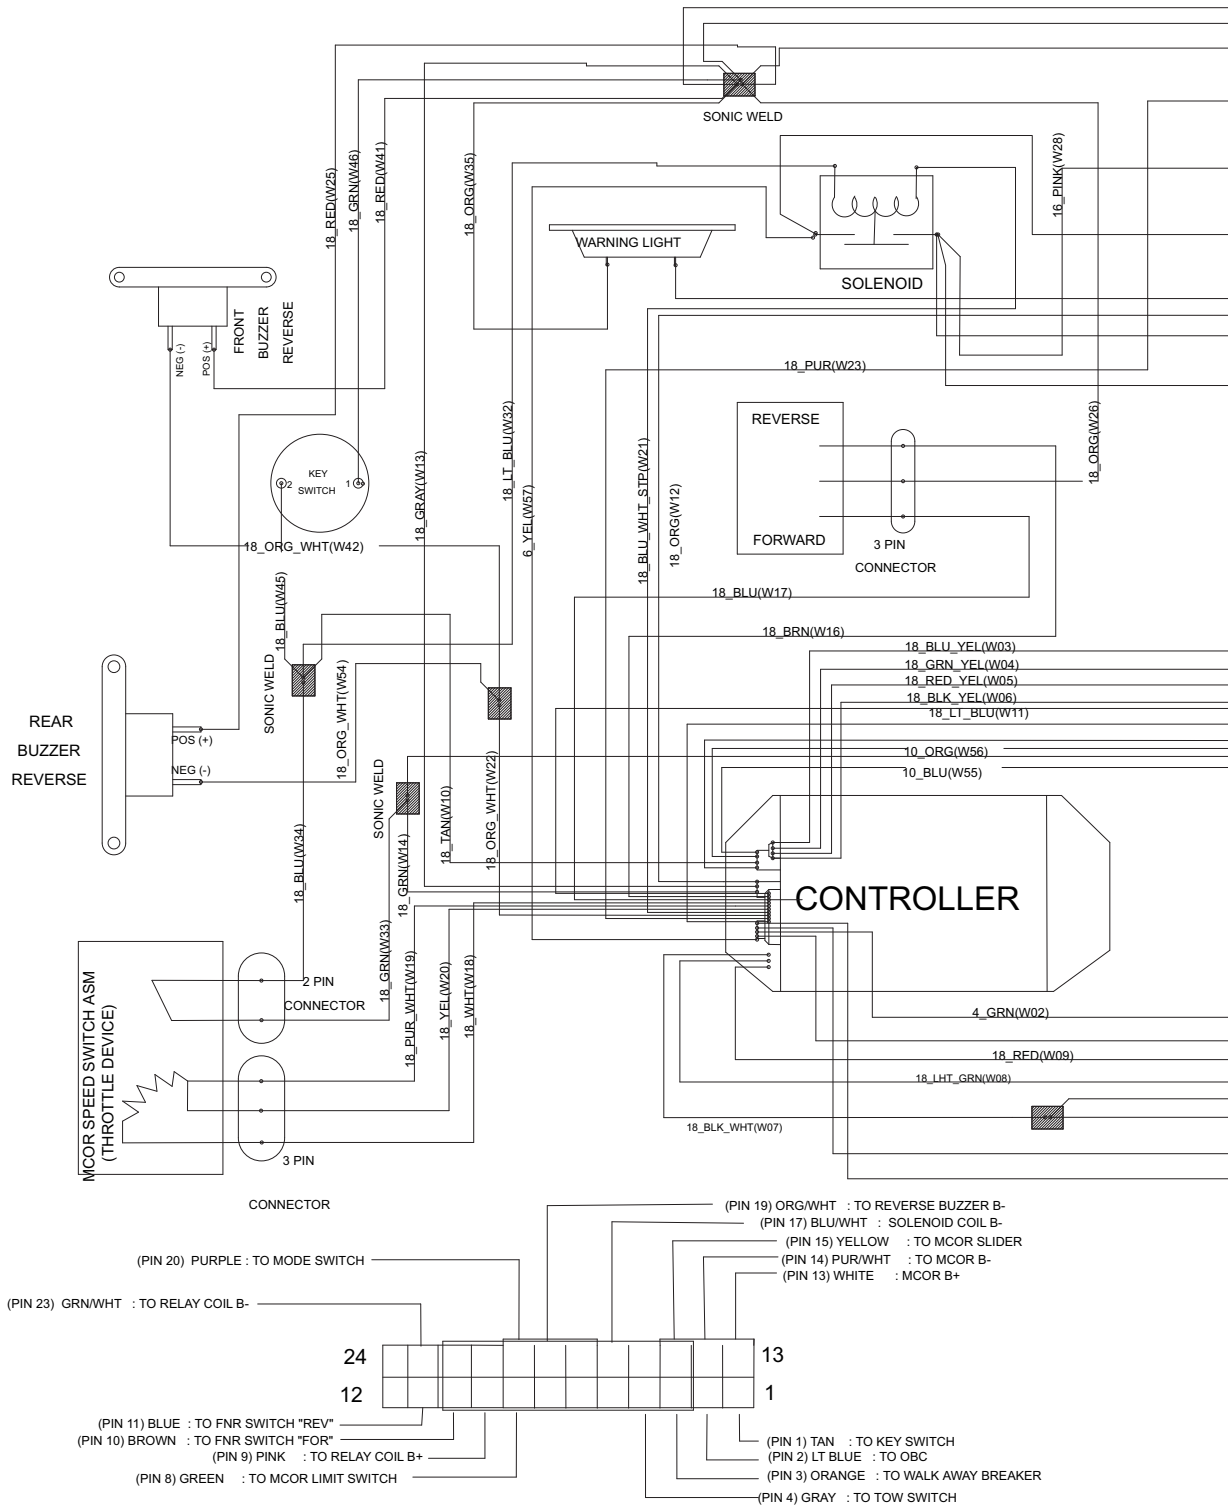 SONIC WELD
18_RED(W25)
18_GRN(W46)
18_RED(W41)
18_ORG(W35)
16_PINK(W28)
WARNING LIGHT
SOLENOID
FRONT
BUZZER
REVERSE
NEG (-)
POS (+)
18_PUR(W23)
REVERSE
FORWARD
3 PIN
CONNECTOR
18_ORG(W26)
KEY
SWITCH
2
1
18_GRAY(W13)
18_LT_BLU(W32)
6_YEL(W57)
18_BLU_WHT_STP(W21)
18_ORG(W12)
18_ORG_WHT(W42)
18_BLU(W45)
18_BLU(W17)
18_BRN(W16)
SONIC WELD
18_ORG_WHT(W54)
18_BLU_YEL(W03)
18_GRN_YEL(W04)
18_RED_YEL(W05)
18_BLK_YEL(W06)
18_LT_BLU(W11)
10_ORG(W56)
10_BLU(W55)
REAR
BUZZER
REVERSE
POS (+)
NEG (-)
SONIC WELD
18_TAN(W10)
18_ORG_WHT(W22)
18_BLU(W34)
18_GRN(W14)
CONTROLLER
18_GRN(W33)
18_PUR_WHT(W19)
18_YEL(W20)
18_WHT(W18)
MCOR SPEED SWITCH ASM
(THROTTLE DEVICE)
2 PIN
CONNECTOR
3 PIN
CONNECTOR
4_GRN(W02)
18_RED(W09)
18_LHT_GRN(W08)
18_BLK_WHT(W07)
(PIN 19) ORG/WHT : TO REVERSE BUZZER B-
(PIN 17) BLU/WHT : SOLENOID COIL B-
(PIN 15) YELLOW : TO MCOR SLIDER
(PIN 14) PUR/WHT : TO MCOR B-
(PIN 13) WHITE : MCOR B+
(PIN 20) PURPLE : TO MODE SWITCH
(PIN 23) GRN/WHT : TO RELAY COIL B-
24
13
12
1
(PIN 11) BLUE : TO FNR SWITCH "REV"
(PIN 10) BROWN : TO FNR SWITCH "FOR"
(PIN 9) PINK : TO RELAY COIL B+
(PIN 8) GREEN : TO MCOR LIMIT SWITCH
(PIN 1) TAN : TO KEY SWITCH
(PIN 2) LT BLUE : TO OBC
(PIN 3) ORANGE : TO WALK AWAY BREAKER
(PIN 4) GRAY : TO TOW SWITCH